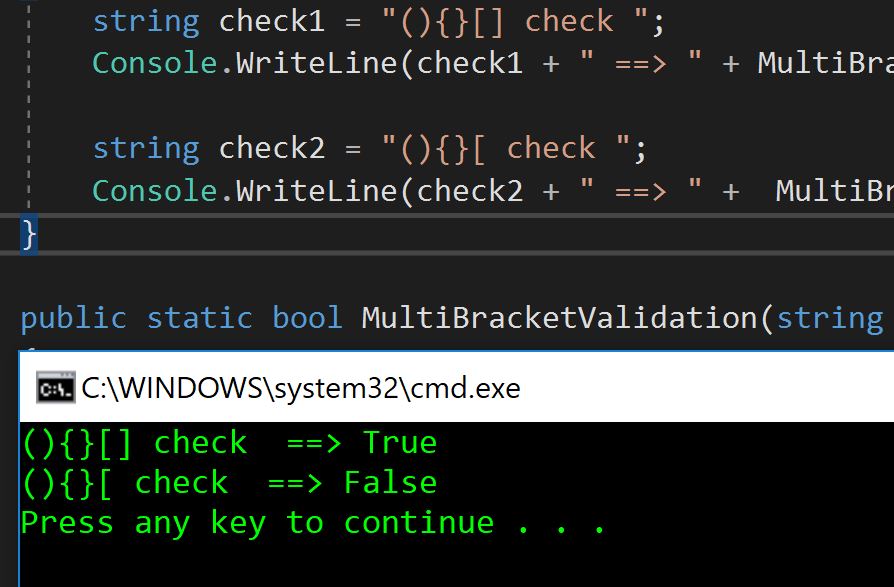 string check1 = "(){}[] check ";
Console.WriteLine(check1 + " ==> " + MultiBra
string check2 = "(){}[ check ";
Console.WriteLine(check2 + " ==> " +  MultiBr
}
public static bool MultiBracketValidation(string
C:\WINDOWS\system32\cmd.exe
(){}[] check  ==> True
(){}[ check  ==> False
Press any key to continue . . .